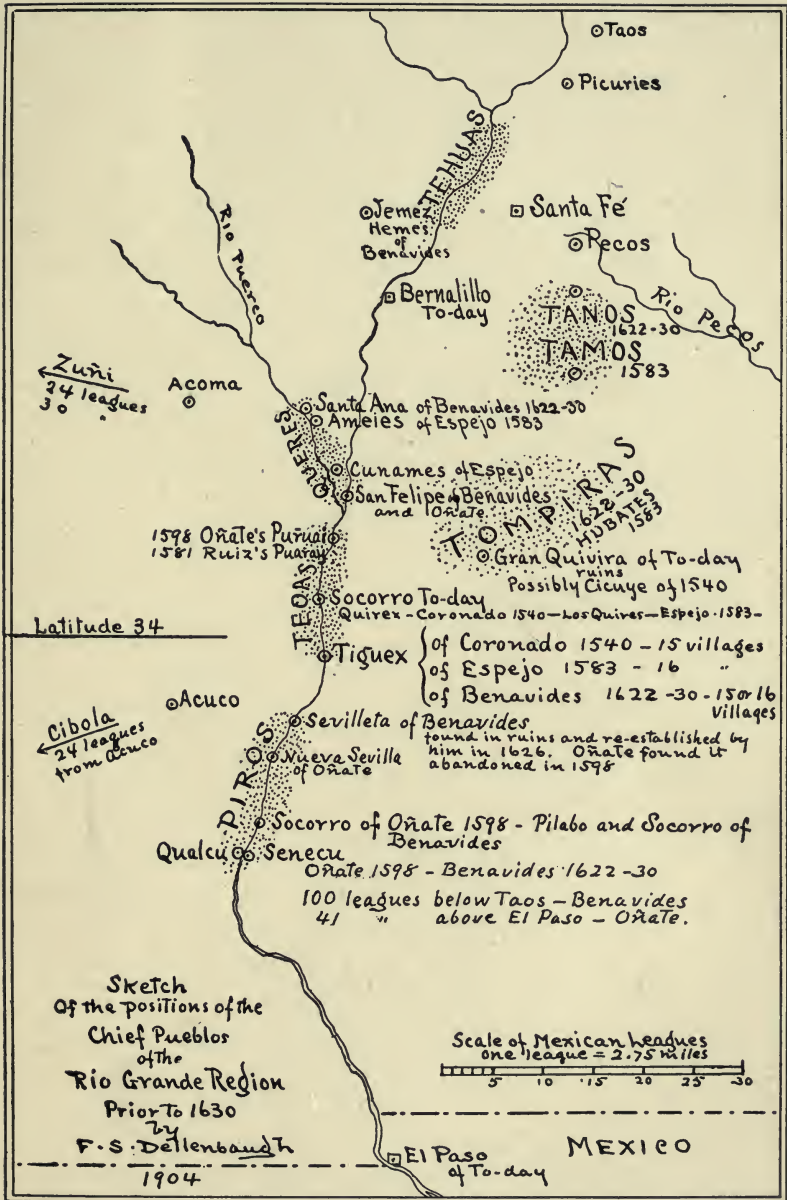 Taos
Picuries
TEHUAS
Jemez
Hemes
of
Benavides
Santa Fé
Pecos
Rio Puerco
Bernalillo
To-day
TANOS
1622-30
TAMOS
1583
Rio Pecos
Zuñi
24 leagues
30 "
Acoma
QUERES
Santa Ana of Benavides 1622-30
Ameies of Espejo 1583
Cunames of Espejo
San Felipe of Benavides
and Oñate
TOMPIRAS
1622-30
HUBATES
1583
1598 Oñate's Puruai
1581 Ruiz's Puaray
Gran Quivira of To-day
ruins
Possibly Cicuye of 1540
TEOAS
Socorro To-day
Quirex - Coronado 1540 - Los Quires - Espejo - 1583 -
Latitude 34
Tiguex
of Coronado 1540 - 15 villages
of Espejo 1583 - 16 "
of Benavides 1622-30 - 15 or 16
villages
Acuco
Cibola
24 leagues
from Acuco
PIROS
Sevilleta of Benavides
found in ruins and re-established by
him in 1626. Oñate found it
abandoned in 1598
Nueva Sevilla
of Oñate
Socorro of Oñate 1598 - Pilabo and Socorro of
Benavides
Qualcu Senecu
Oñate 1598 - Benavides 1622-30
100 leagues below Taos - Benavides
41 " above El Paso - Oñate.
Sketch
Of the positions of the
Chief Pueblos
of the
Rio Grande Region
Prior To 1630
by
F. S. Dellenbaugh
1904
Scale of Mexican Leagues
one league = 2.75 miles
5 10 15 20 25 30
El Paso
of To-day
MEXICO